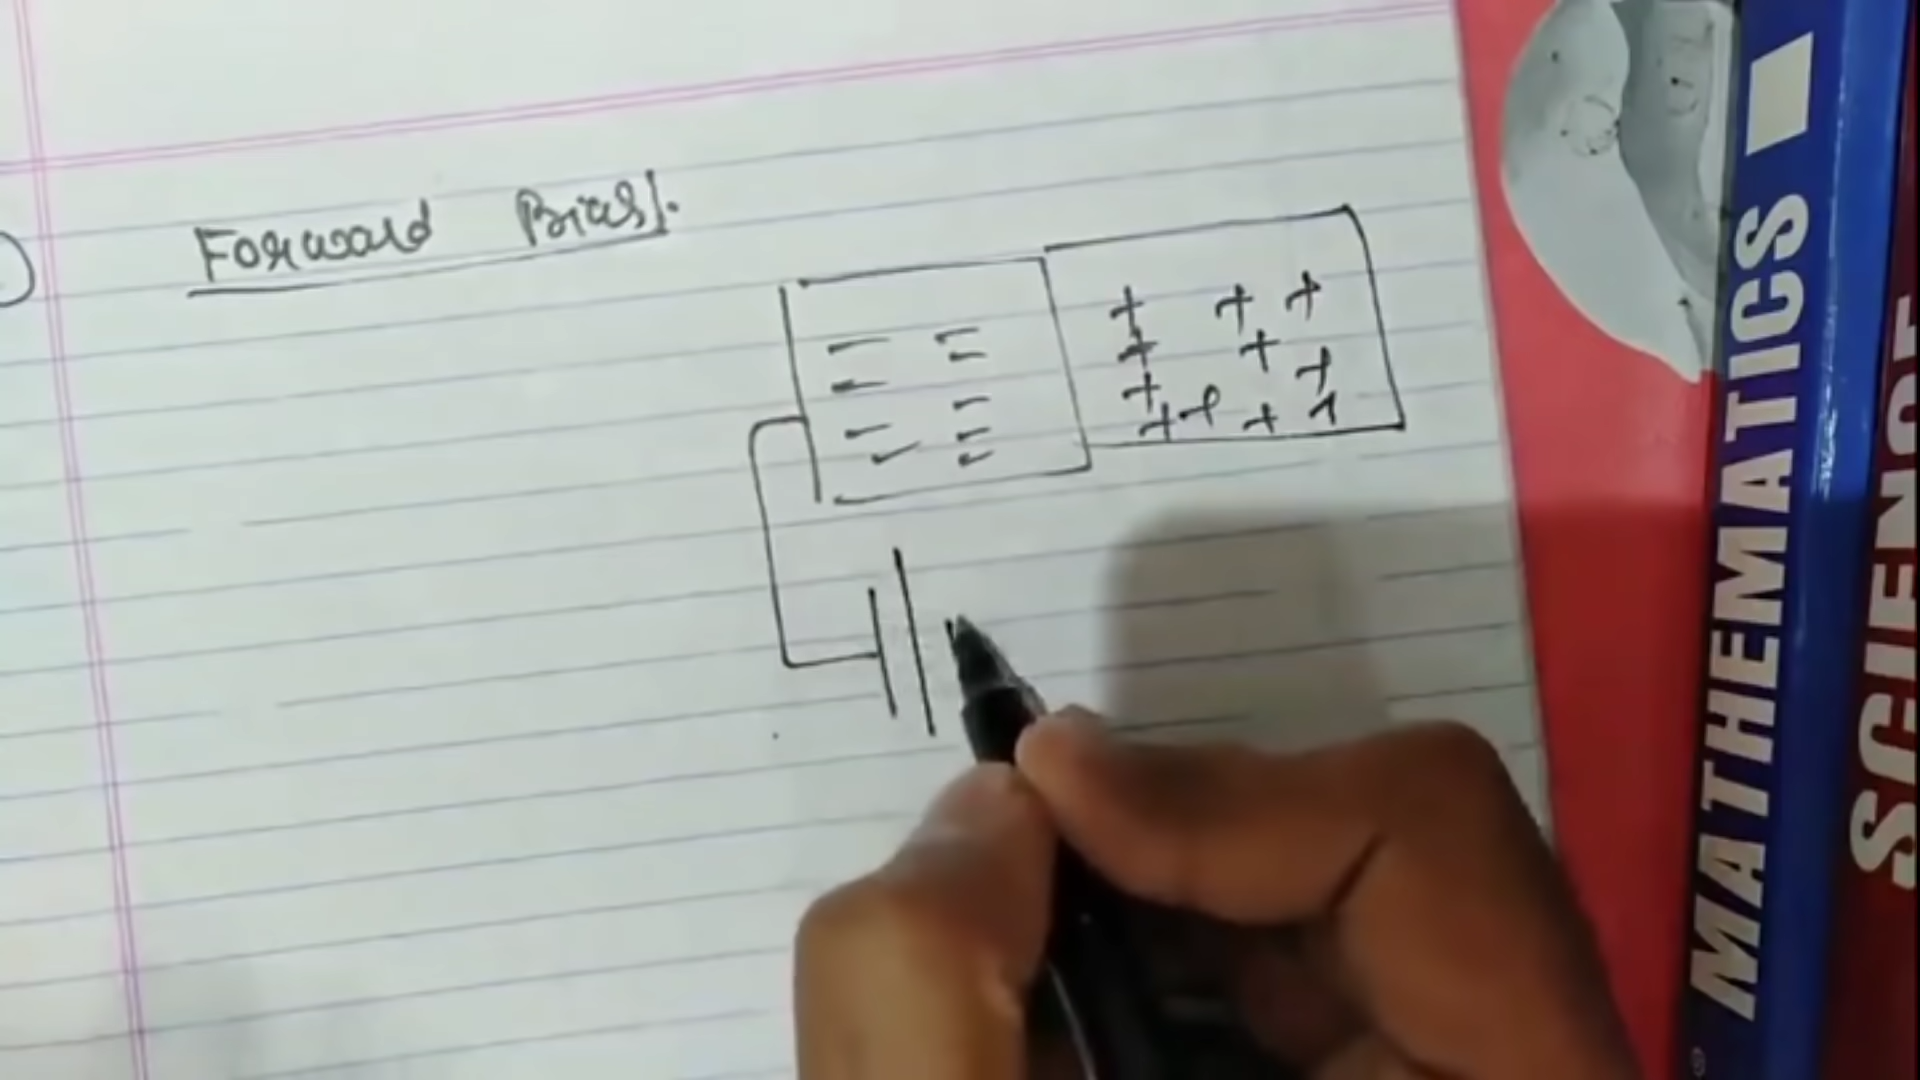 Forward Bias.
− − + + +
− − + +
− − + +
− − + + + +
− −
MATHEMATICS
SCIENCE